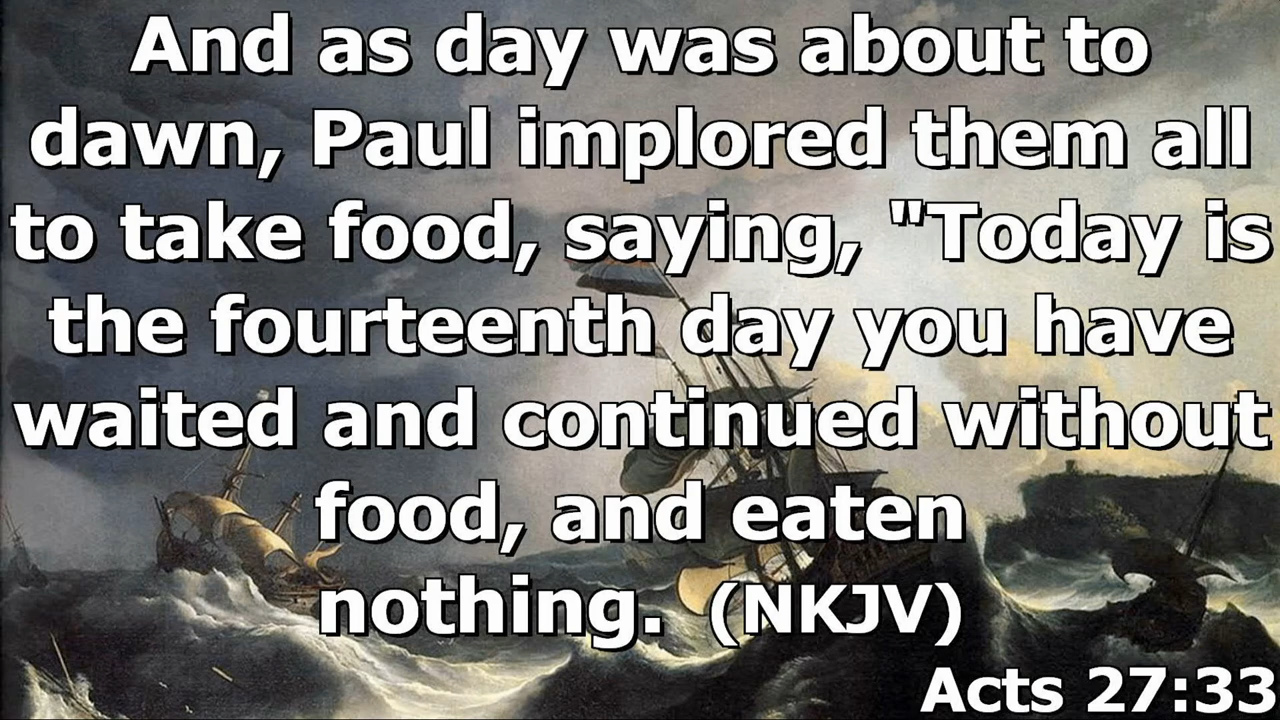 And as day was about to
dawn, Paul implored them all
to take food, saying, "Today is
the fourteenth day you have
waited and continued without
food, and eaten
nothing. (NKJV)
Acts 27:33